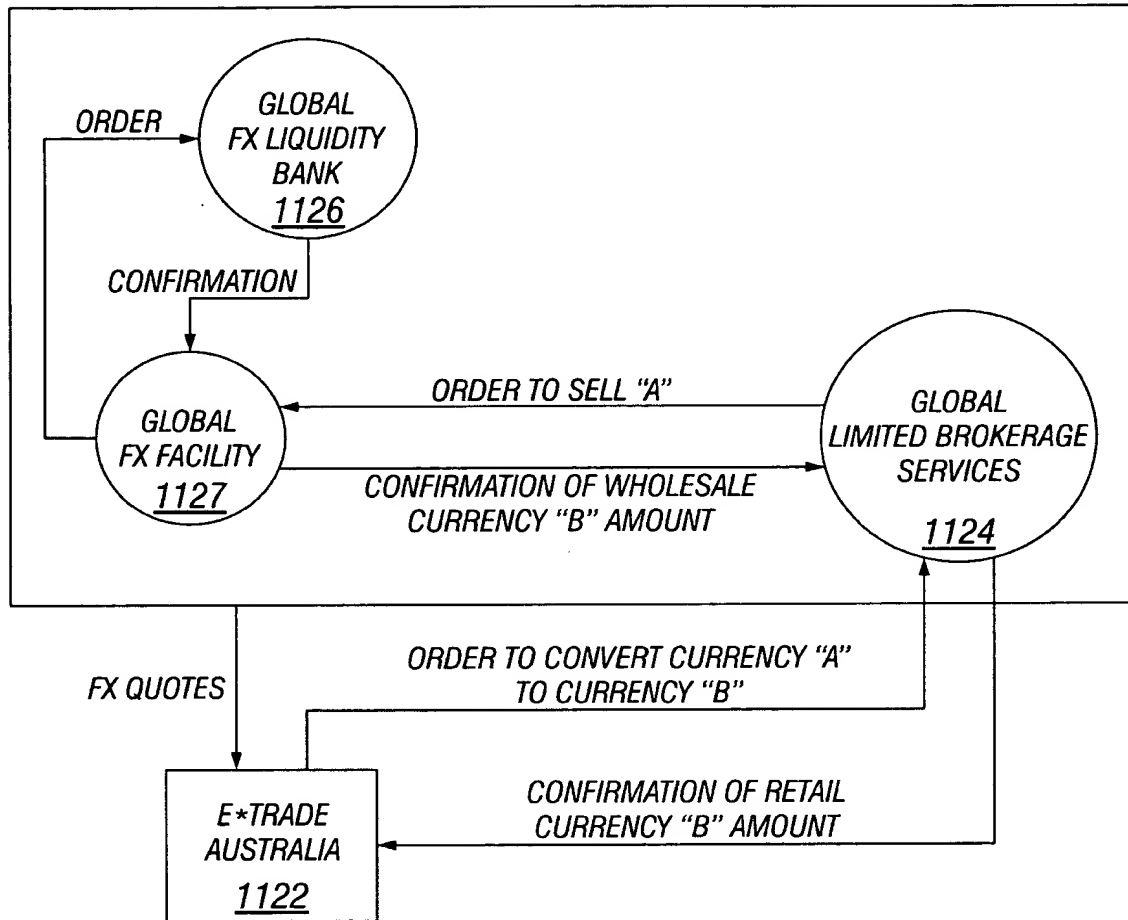 ORDER
GLOBAL
FX LIQUIDITY
BANK
1126
CONFIRMATION
GLOBAL
FX FACILITY
1127
ORDER TO SELL “A”
CONFIRMATION OF WHOLESALE
CURRENCY “B” AMOUNT
GLOBAL
LIMITED BROKERAGE
SERVICES
1124
FX QUOTES
ORDER TO CONVERT CURRENCY “A”
TO CURRENCY “B”
CONFIRMATION OF RETAIL
CURRENCY “B” AMOUNT
E*TRADE
AUSTRALIA
1122